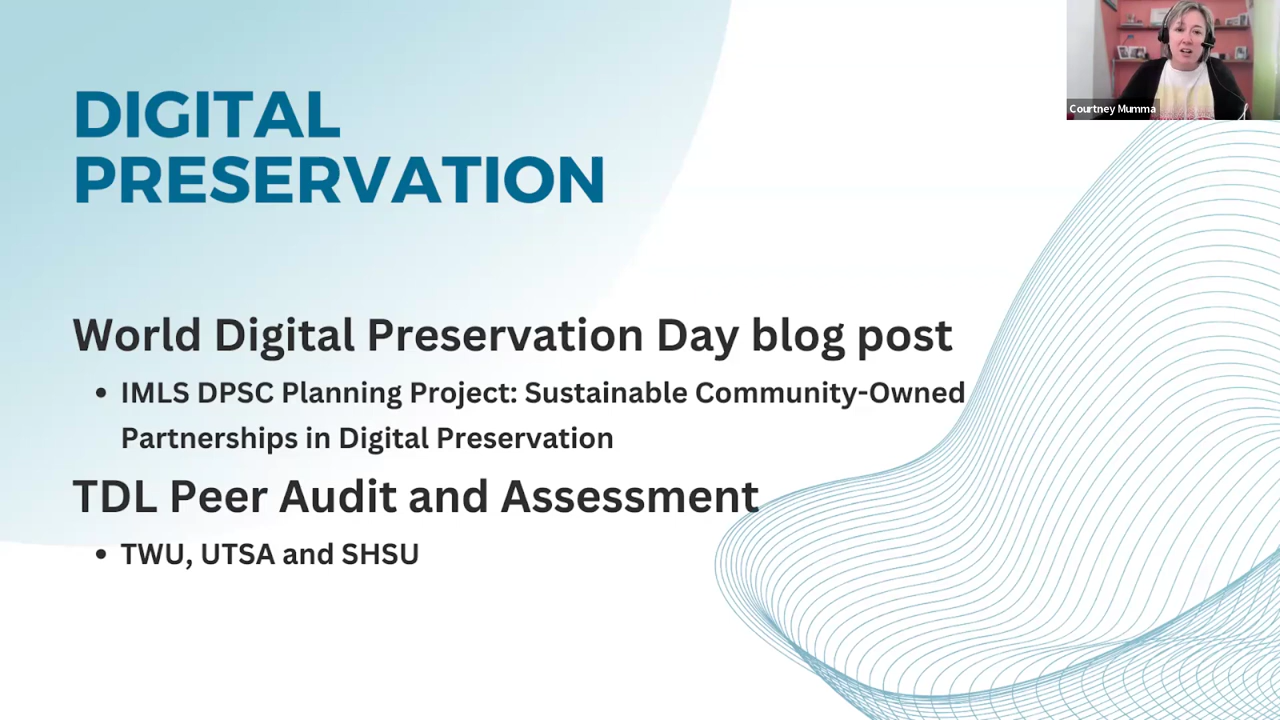 DIGITAL
PRESERVATION
Courtney Mumma
World Digital Preservation Day blog post
• IMLS DPSC Planning Project: Sustainable Community-Owned
Partnerships in Digital Preservation
TDL Peer Audit and Assessment
• TWU, UTSA and SHSU